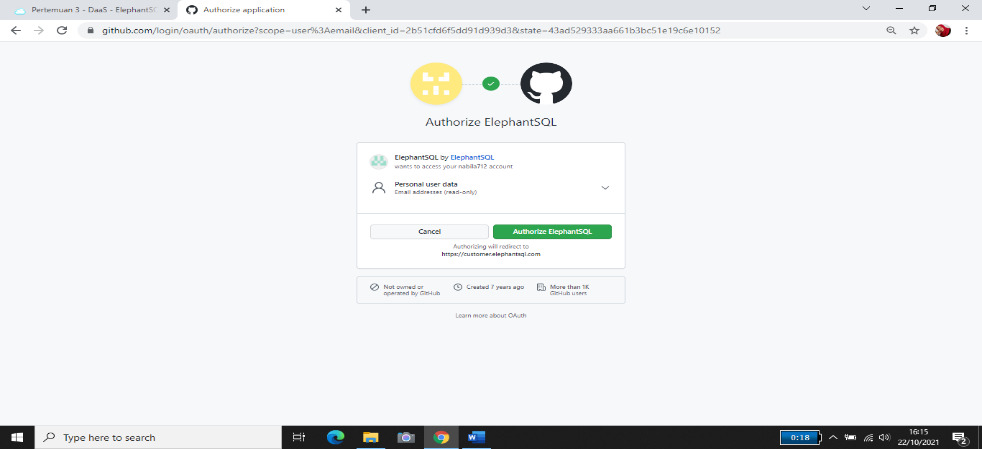 Pertemuan 3 - DaaS - ElephantSQ
Authorize application
github.com/login/oauth/authorize?scope=user%3Aemail&client_id=2b51cfd6f5dd91d939d3&state=43ad529333aa661b3bc51e19c6e10152
Authorize ElephantSQL
ElephantSQL by ElephantSQL
wants to access your nabila712 account
Personal user data
Email addresses (read-only)
Cancel
Authorize ElephantSQL
Authorizing will redirect to
https://customer.elephantsql.com
Not owned or
operated by GitHub
Created 7 years ago
More than 1K
GitHub users
Learn more about OAuth
Type here to search
0:18
16:15
22/10/2021
2